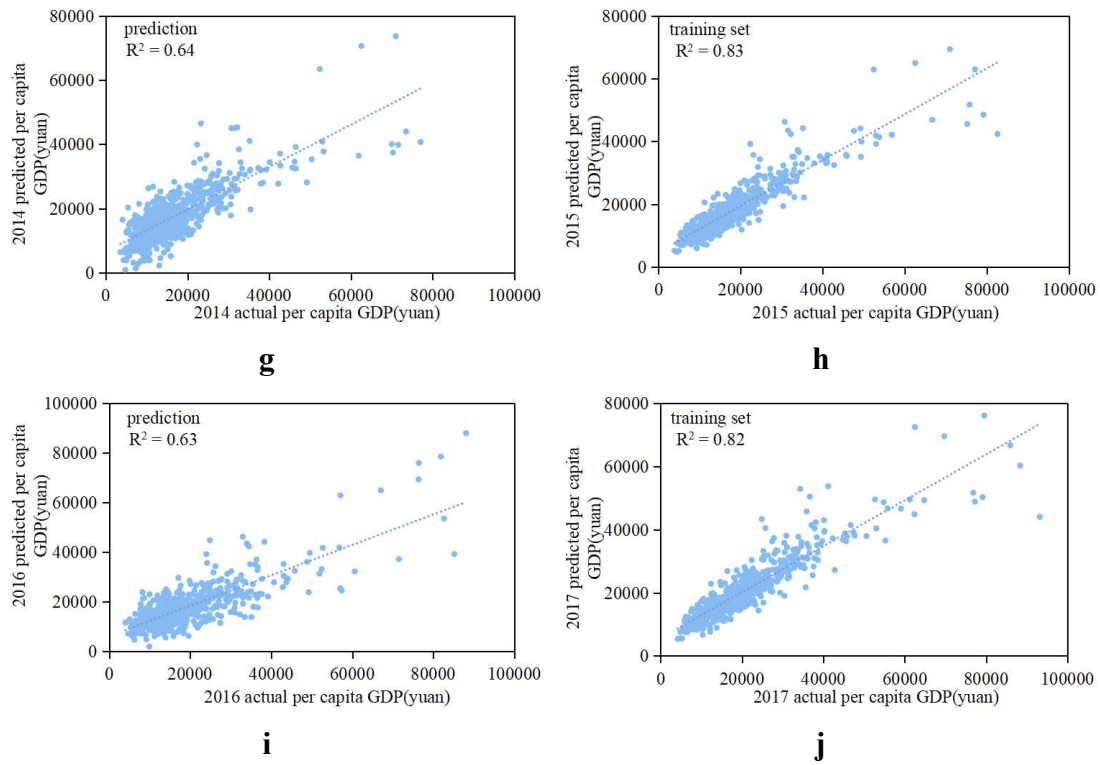 80000
60000
40000
20000
0
prediction
R² = 0.64
2014 predicted per capita
GDP(yuan)
0 20000 40000 60000 80000 100000
2014 actual per capita GDP(yuan)
g
80000
60000
40000
20000
0
training set
R² = 0.83
2015 predicted per capita
GDP(yuan)
0 20000 40000 60000 80000 100000
2015 actual per capita GDP(yuan)
h
100000
80000
60000
40000
20000
0
prediction
R² = 0.63
2016 predicted per capita
GDP(yuan)
0 20000 40000 60000 80000 100000
2016 actual per capita GDP(yuan)
i
80000
60000
40000
20000
0
training set
R² = 0.82
2017 predicted per capita
GDP(yuan)
0 20000 40000 60000 80000 100000
2017 actual per capita GDP(yuan)
j